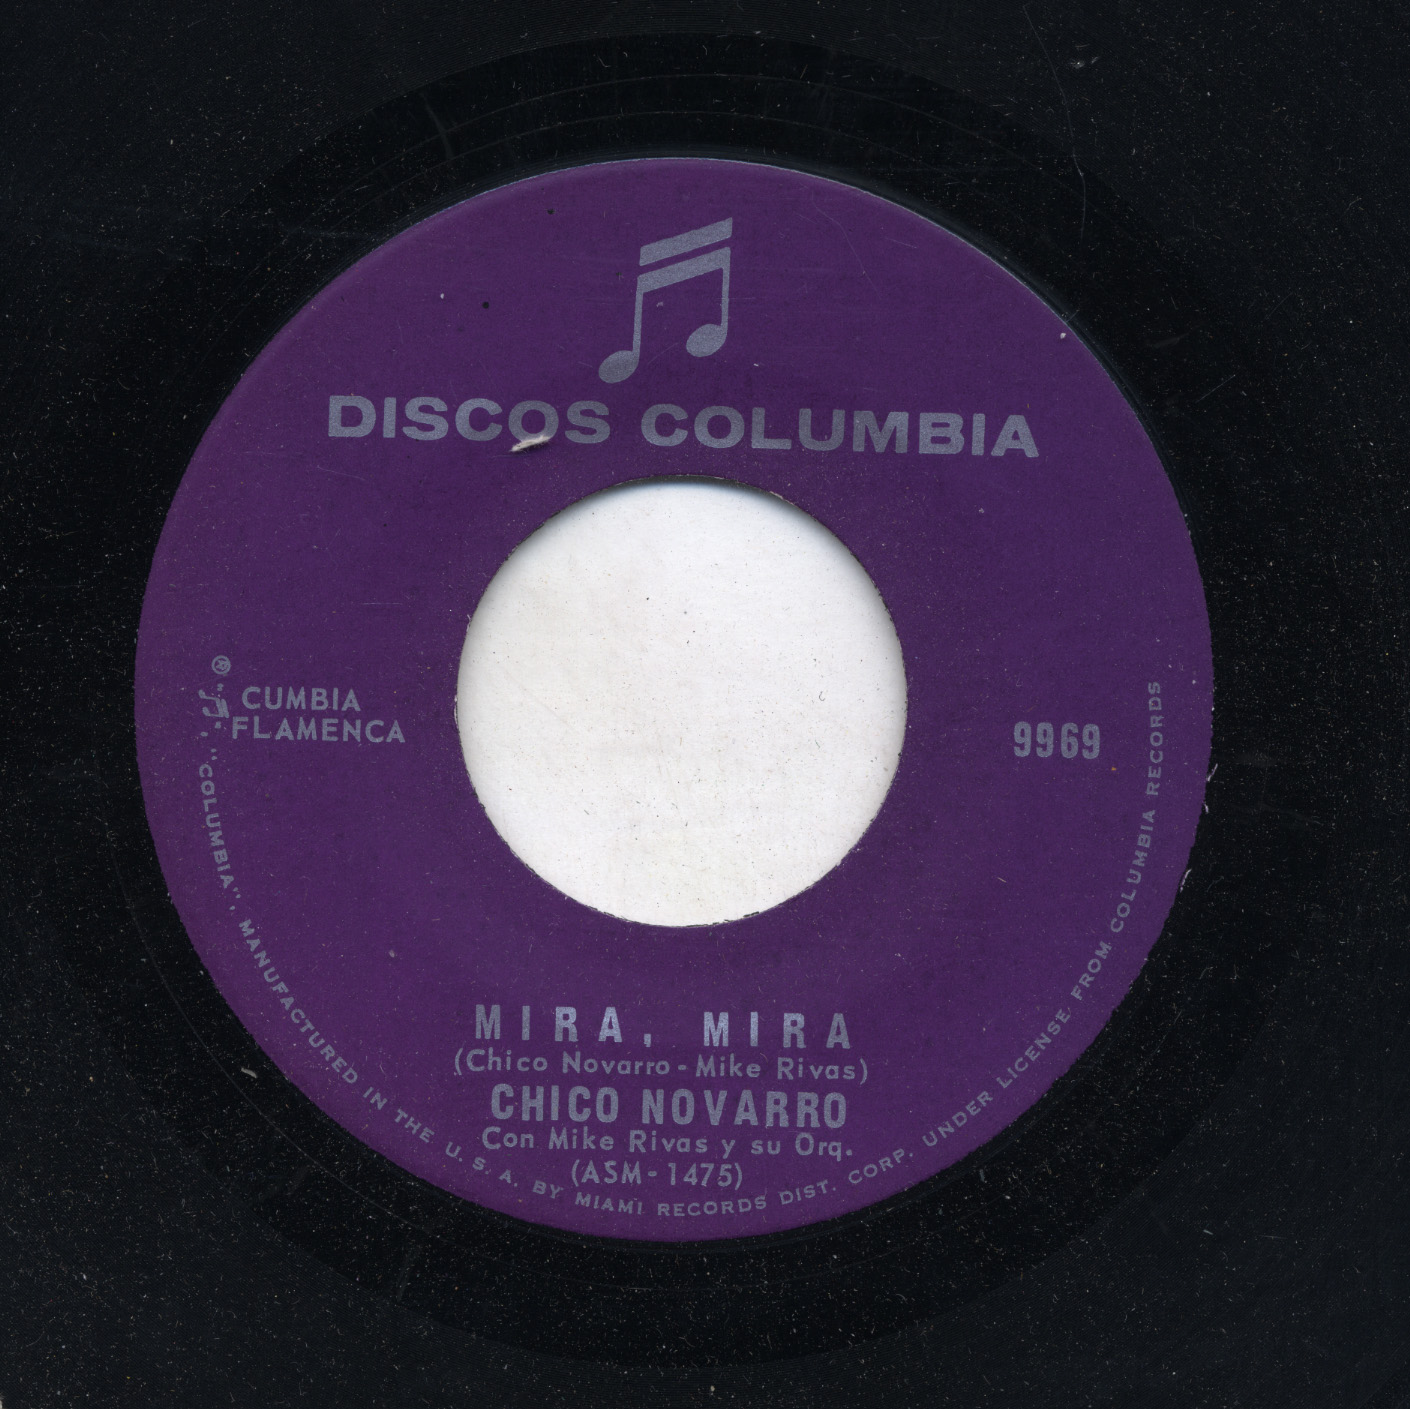 DISCOS COLUMBIA
CUMBIA
FLAMENCA
9969
MIRA, MIRA
(Chico Novarro - Mike Rivas)
CHICO NOVARRO
Con Mike Rivas y su Orq.
(ASM-1475)
"COLUMBIA", MANUFACTURED IN THE U. S. A. BY MIAMI RECORDS DIST. CORP. UNDER LICENSE FROM COLUMBIA RECORDS